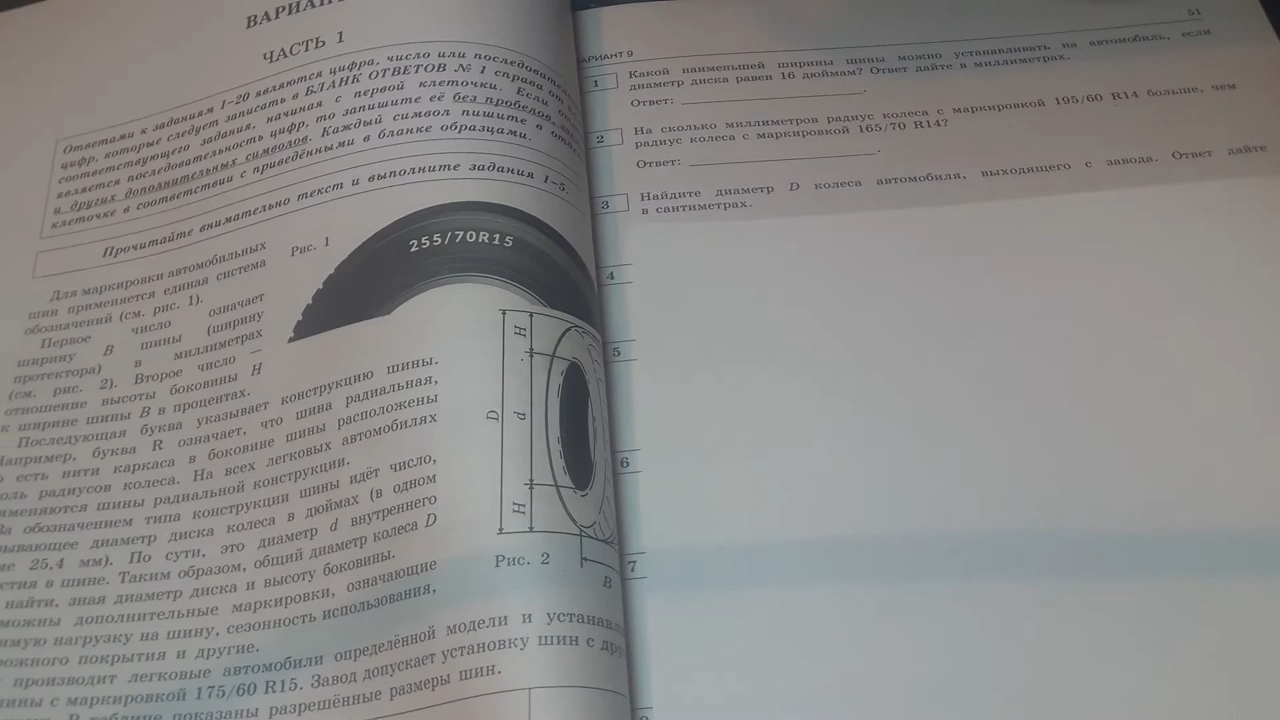 ВАРИАНТ
ЧАСТЬ 1
Ответами к заданиям 1–20 являются цифра, число или
цифр, которые следует записать в БЛАНК ОТВЕТОВ № 1 справа от
соответствующего задания, начиная с первой клеточки. Если
является последовательность цифр, то запишите её без пробелов,
и других дополнительных символов. Каждый символ пишите в
клеточке в соответствии с приведёнными в бланке образцами.
Прочитайте внимательно текст и выполните задания 1–5.
Рис. 1
255/70R15
Для маркировки автомобильных
шин применяется единая система
обозначений (см. рис. 1).
Первое число означает
ширину B шины (ширину
протектора) в миллиметрах
(см. рис. 2). Второе число —
отношение высоты боковины H
к ширине шины B в процентах.
Последующая буква указывает конструкцию шины.
Например, буква R означает, что шина радиальная,
есть нити каркаса в боковине шины расположены
радиусов колеса. На всех легковых автомобилях
шины радиальной конструкции.
За обозначением типа конструкции шины идёт число,
диаметр диска колеса в дюймах (в одном
25,4 мм). По сути, это диаметр d внутреннего
в шине. Таким образом, общий диаметр колеса D
найти, зная диаметр диска и высоту боковины.
дополнительные маркировки, означающие
нагрузку на шину, сезонность использования,
покрытия и другие.
производит легковые автомобили определённой модели и
с маркировкой 175/60 R15. Завод допускает установку шин с
показаны разрешённые размеры шин.
H
D
d
H
Рис. 2
B
51
ВАРИАНТ 9
1
Какой наименьшей ширины шины можно устанавливать на автомобиль, если
диаметр диска равен 16 дюймам? Ответ дайте в миллиметрах.
Ответ: .
2
На сколько миллиметров радиус колеса с маркировкой 195/60 R14 больше, чем
радиус колеса с маркировкой 165/70 R14?
Ответ: .
3
Найдите диаметр D колеса автомобиля, выходящего с завода. Ответ дайте
в сантиметрах.
4
5
6
7